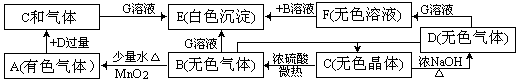 C和气体 G溶液 E(白色沉淀) +B溶液 F(无色溶液) G溶液
+D过量 G溶液 D(无色气体)
A(有色气体) 少量水△ MnO2 B(无色气体) 浓硫酸 微热 C(无色晶体) 浓NaOH △